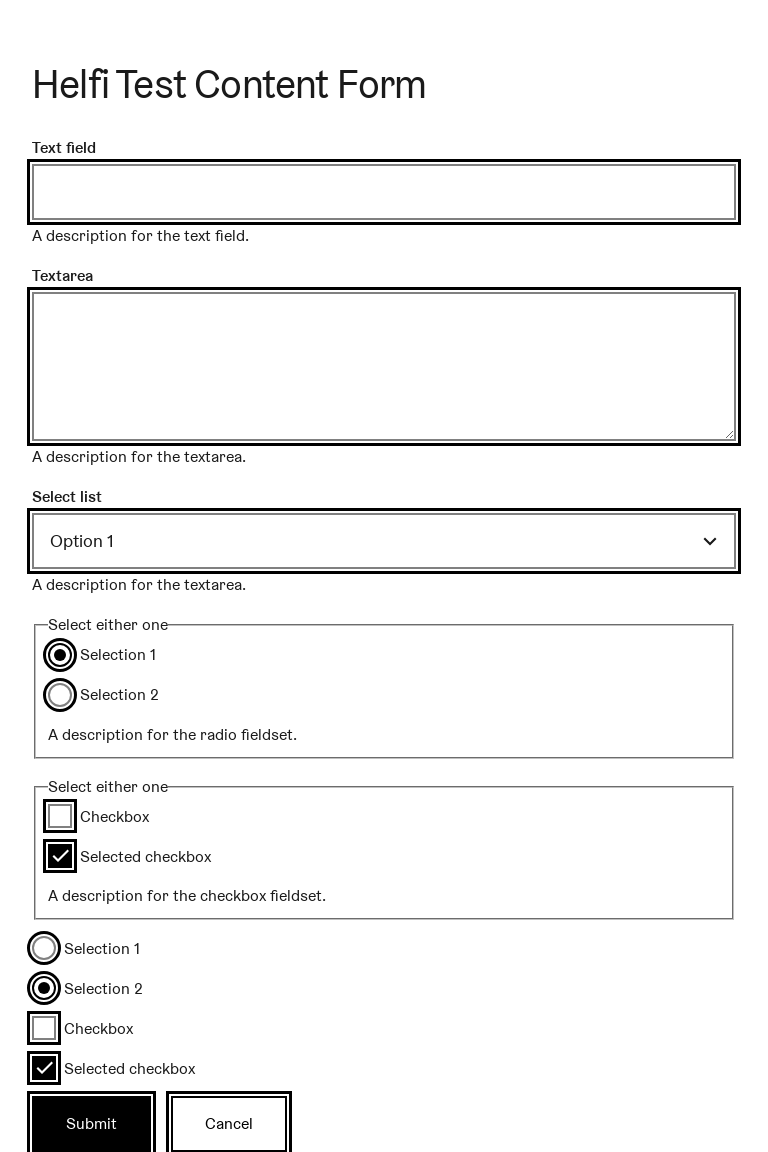 Helfi Test Content Form
Text field
A description for the text field.
Textarea
A description for the textarea.
Select list
Option 1
A description for the textarea.
Select either one
Selection 1
Selection 2
A description for the radio fieldset.
Select either one
Checkbox
Selected checkbox
A description for the checkbox fieldset.
Selection 1
Selection 2
Checkbox
Selected checkbox
Submit Cancel